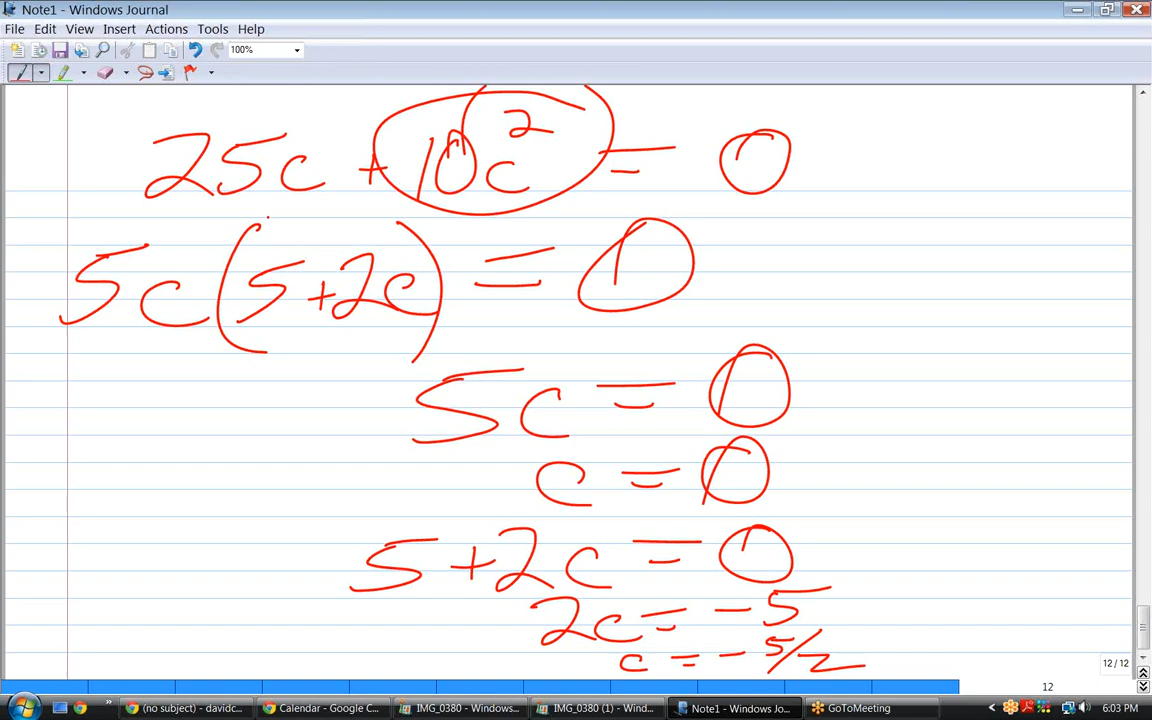 Note1 - Windows Journal
File Edit View Insert Actions Tools Help
100%
25c + 10c² = 0
5c(5+2c) = 0
5c = 0
c = 0
5+2c = 0
2c = -5
c = -5/2
12 / 12
12
(no subject) - davidc... Calendar - Google C... IMG_0380 - Windows... IMG_0380 (1) - Wind... Note1 - Windows Jo... GoToMeeting 6:03 PM